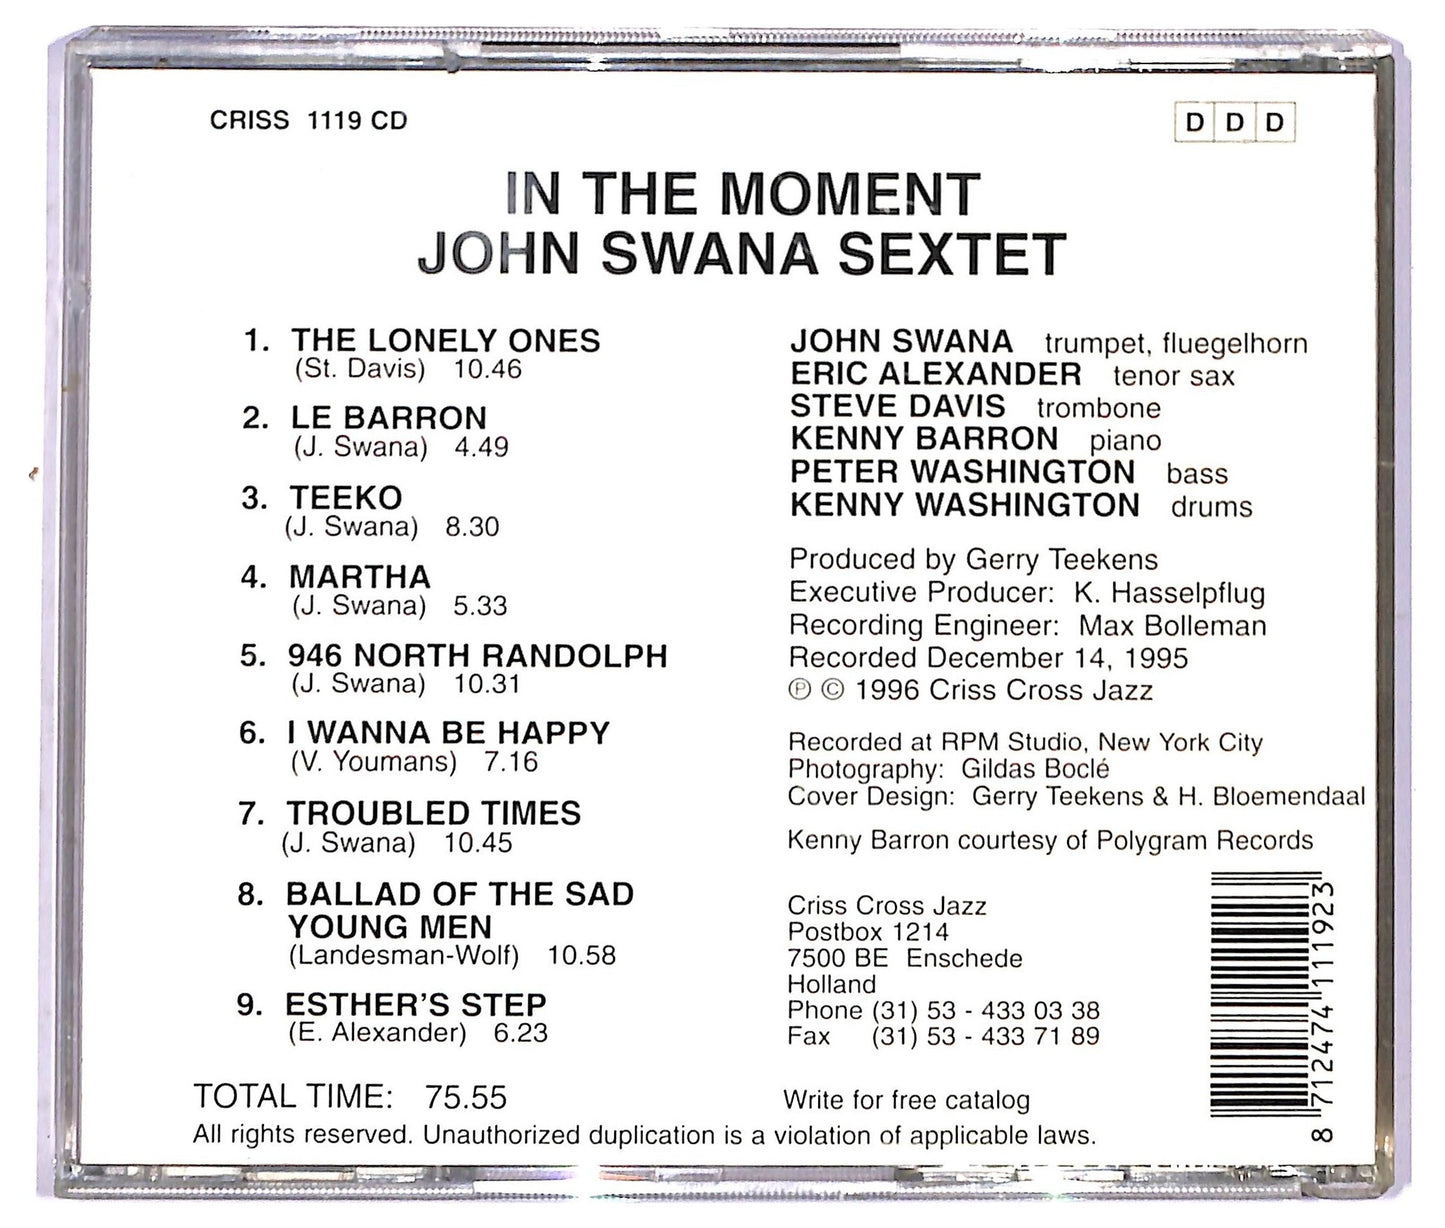 CRISS 1119 CD
D D D
IN THE MOMENT
JOHN SWANA SEXTET
1. THE LONELY ONES
(St. Davis) 10.46
2. LE BARRON
(J. Swana) 4.49
3. TEEKO
(J. Swana) 8.30
4. MARTHA
(J. Swana) 5.33
5. 946 NORTH RANDOLPH
(J. Swana) 10.31
6. I WANNA BE HAPPY
(V. Youmans) 7.16
7. TROUBLED TIMES
(J. Swana) 10.45
8. BALLAD OF THE SAD
YOUNG MEN
(Landesman-Wolf) 10.58
9. ESTHER'S STEP
(E. Alexander) 6.23
TOTAL TIME: 75.55
JOHN SWANA trumpet, fluegelhorn
ERIC ALEXANDER tenor sax
STEVE DAVIS trombone
KENNY BARRON piano
PETER WASHINGTON bass
KENNY WASHINGTON drums
Produced by Gerry Teekens
Executive Producer: K. Hasselpflug
Recording Engineer: Max Bolleman
Recorded December 14, 1995
℗ © 1996 Criss Cross Jazz
Recorded at RPM Studio, New York City
Photography: Gildas Boclé
Cover Design: Gerry Teekens & H. Bloemendaal
Kenny Barron courtesy of Polygram Records
Criss Cross Jazz
Postbox 1214
7500 BE Enschede
Holland
Phone (31) 53 - 433 03 38
Fax (31) 53 - 433 71 89
Write for free catalog
All rights reserved. Unauthorized duplication is a violation of applicable laws.
8 712474 111923